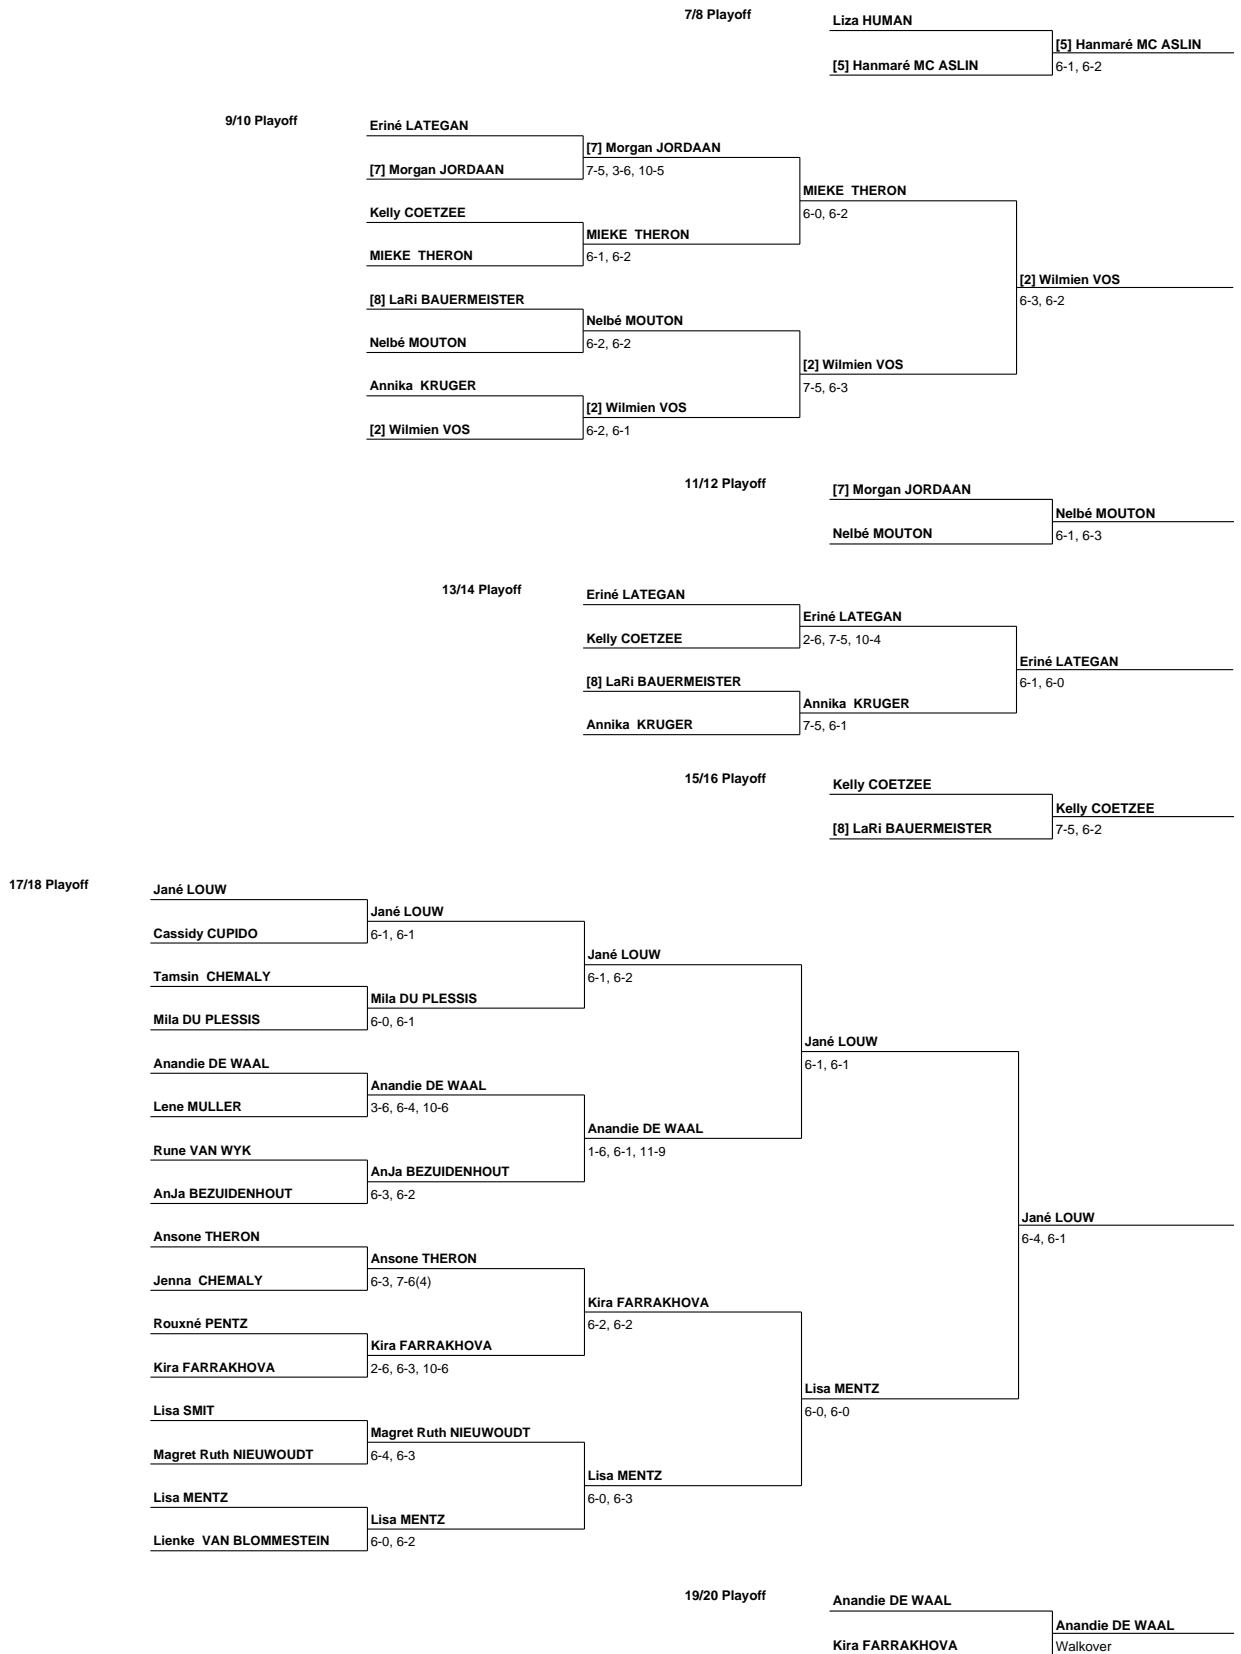 7/8 Playoff
Liza HUMAN
[5] Hanmaré MC ASLIN
[5] Hanmaré MC ASLIN
6-1, 6-2
9/10 Playoff
Eriné LATEGAN
[7] Morgan JORDAAN
[7] Morgan JORDAAN
7-5, 3-6, 10-5
MIEKE THERON
6-0, 6-2
Kelly COETZEE
MIEKE THERON
MIEKE THERON
6-1, 6-2
[2] Wilmien VOS
6-3, 6-2
[8] LaRi BAUERMEISTER
Nelbé MOUTON
Nelbé MOUTON
6-2, 6-2
[2] Wilmien VOS
7-5, 6-3
Annika KRUGER
[2] Wilmien VOS
[2] Wilmien VOS
6-2, 6-1
11/12 Playoff
[7] Morgan JORDAAN
Nelbé MOUTON
Nelbé MOUTON
6-1, 6-3
13/14 Playoff
Eriné LATEGAN
Eriné LATEGAN
Kelly COETZEE
2-6, 7-5, 10-4
Eriné LATEGAN
6-1, 6-0
[8] LaRi BAUERMEISTER
Annika KRUGER
Annika KRUGER
7-5, 6-1
15/16 Playoff
Kelly COETZEE
Kelly COETZEE
[8] LaRi BAUERMEISTER
7-5, 6-2
17/18 Playoff
Jané LOUW
Jané LOUW
Cassidy CUPIDO
6-1, 6-1
Jané LOUW
6-1, 6-2
Tamsin CHEMALY
Mila DU PLESSIS
Mila DU PLESSIS
6-0, 6-1
Jané LOUW
6-1, 6-1
Anandie DE WAAL
Anandie DE WAAL
Lene MULLER
3-6, 6-4, 10-6
Anandie DE WAAL
1-6, 6-1, 11-9
Rune VAN WYK
AnJa BEZUIDENHOUT
AnJa BEZUIDENHOUT
6-3, 6-2
Jané LOUW
6-4, 6-1
Ansone THERON
Ansone THERON
Jenna CHEMALY
6-3, 7-6(4)
Kira FARRAKHOVA
6-2, 6-2
Rouxné PENTZ
Kira FARRAKHOVA
Kira FARRAKHOVA
2-6, 6-3, 10-6
Lisa MENTZ
6-0, 6-0
Lisa SMIT
Magret Ruth NIEUWOUDT
Magret Ruth NIEUWOUDT
6-4, 6-3
Lisa MENTZ
6-0, 6-3
Lisa MENTZ
Lisa MENTZ
Lienke VAN BLOMMESTEIN
6-0, 6-2
19/20 Playoff
Anandie DE WAAL
Anandie DE WAAL
Kira FARRAKHOVA
Walkover